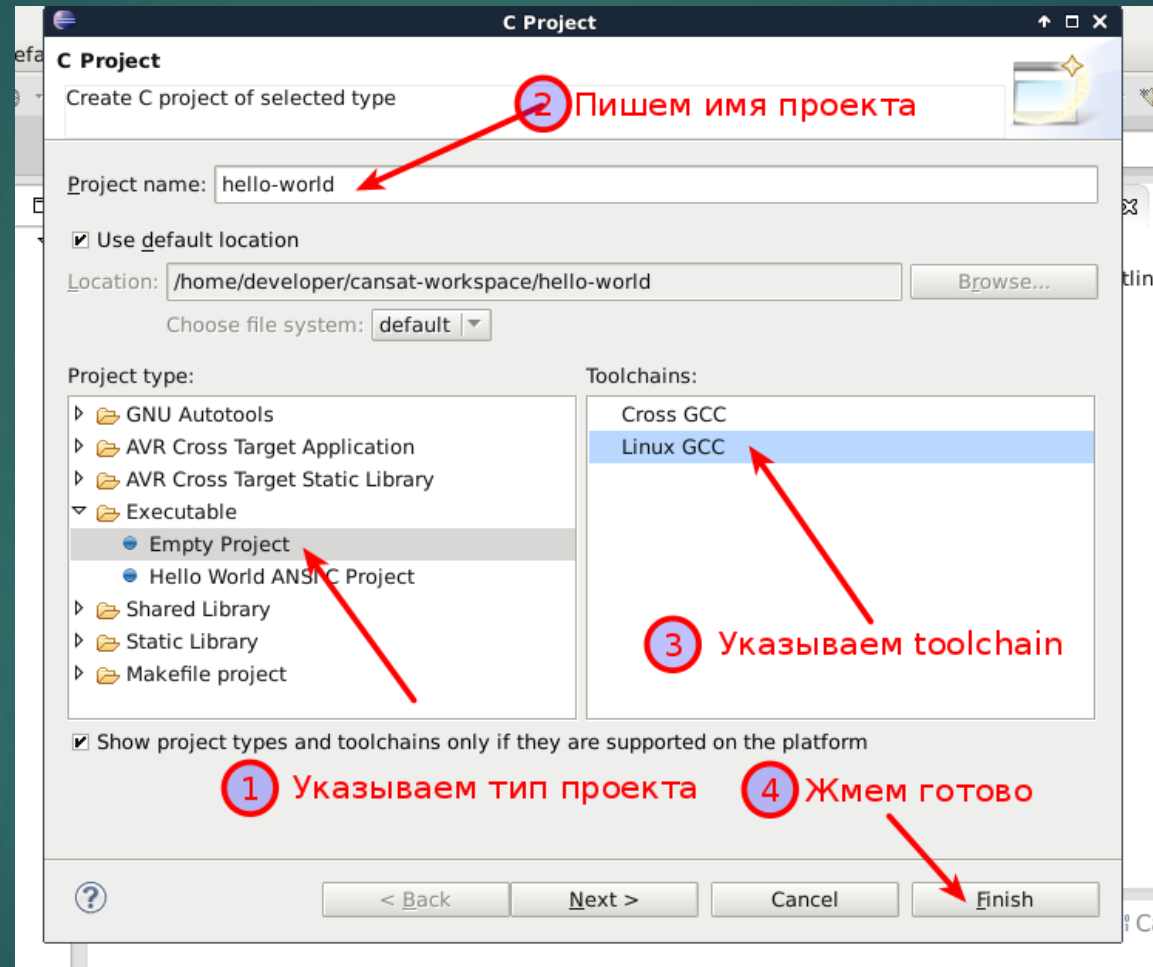 C Project
efa
C Project
Create C project of selected type
2 Пишем имя проекта
Project name: hello-world
Use default location
Location: /home/developer/cansat-workspace/hello-world Browse...
tlin
Choose file system: default
Project type: Toolchains:
GNU Autotools Cross GCC
AVR Cross Target Application Linux GCC
AVR Cross Target Static Library
Executable
Empty Project
Hello World ANSI C Project
Shared Library
Static Library
3 Указываем toolchain
Makefile project
Show project types and toolchains only if they are supported on the platform
1 Указываем тип проекта 4 Жмем готово
? < Back Next > Cancel Finish
Ca